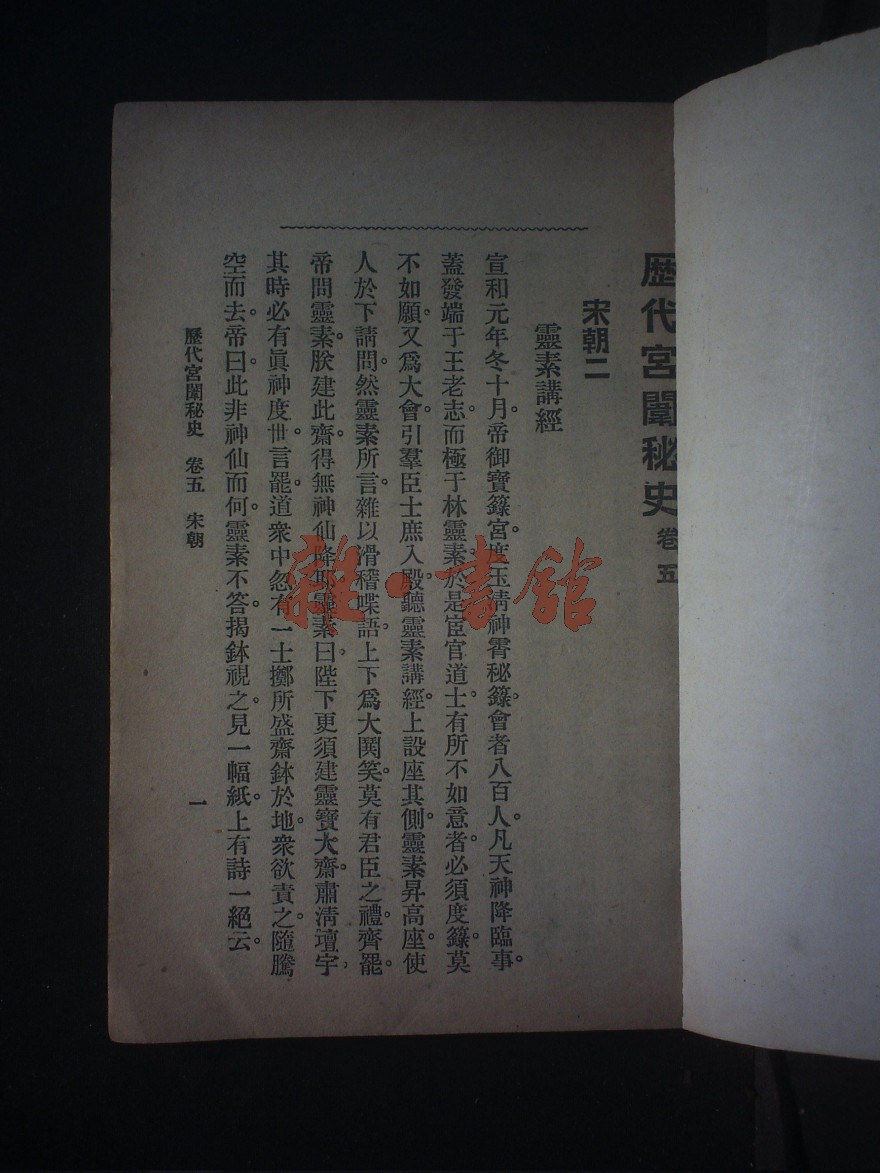 歷代宮闈秘史 卷五
宋朝二
靈素講經
宣和元年冬十月。帝御寶籙宮。度玉淸神霄秘籙。會者八百人。凡天神降臨事。
蓋發端于王老志。而極于林靈素。於是宦官道士有所不如意者。必須度籙。莫
不如願。又爲大會。引羣臣士庶入殿。聽靈素講經。上設座其側。靈素昇高座。使
人於下請問。然靈素所言。雜以滑稽喋語。上下爲大鬨笑。莫有君臣之禮。齊罷。
帝問靈素。朕建此齋。得無神仙降耶。靈素曰。陛下更須建靈寶大齋。肅淸壇宇。
其時必有眞神度世。言罷。道衆中忽有一士擲所盛齋鉢於地。衆欲責之。隨騰
空而去。帝曰。此非神仙而何。靈素不答。揭鉢視之。見一幅紙。上有詩一絕云。
歷代宮闈秘史 卷五 宋朝
一
雜·書館